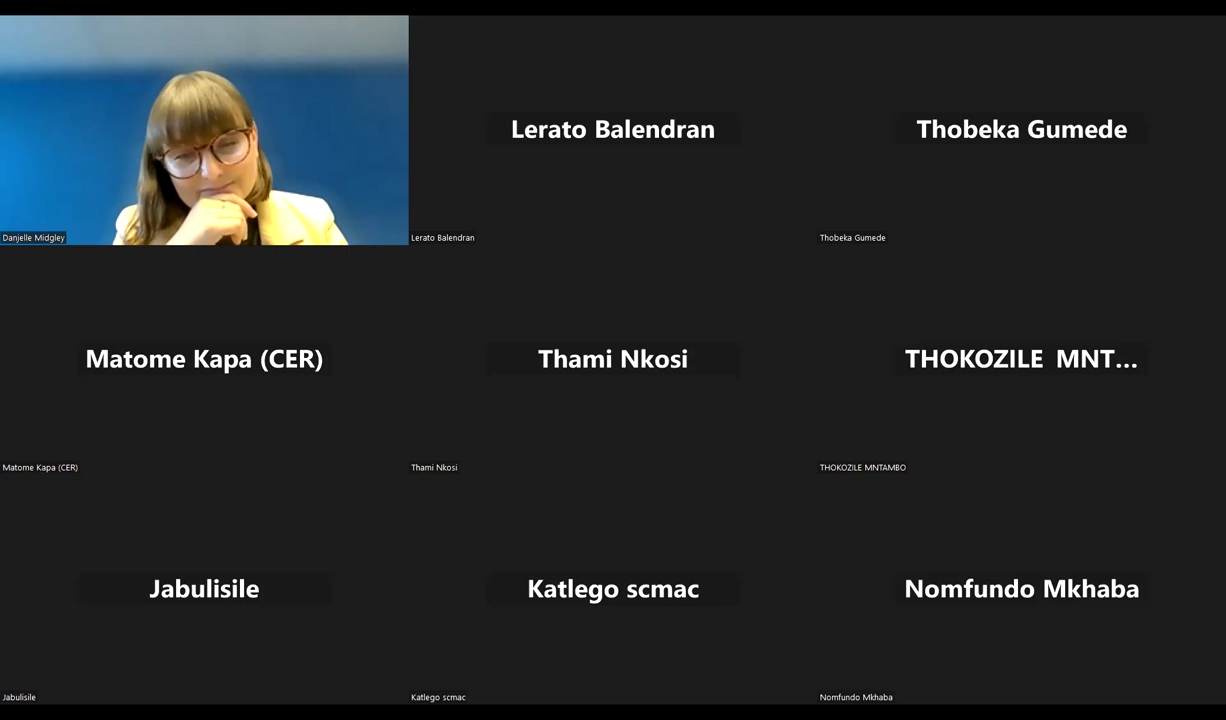 Danjelle Midgley
Lerato Balendran
Lerato Balendran
Thobeka Gumede
Thobeka Gumede
Matome Kapa (CER)
Matome Kapa (CER)
Thami Nkosi
Thami Nkosi
THOKOZILE MNT...
THOKOZILE MNTAMBO
Jabulisile
Jabulisile
Katlego scmac
Katlego scmac
Nomfundo Mkhaba
Nomfundo Mkhaba